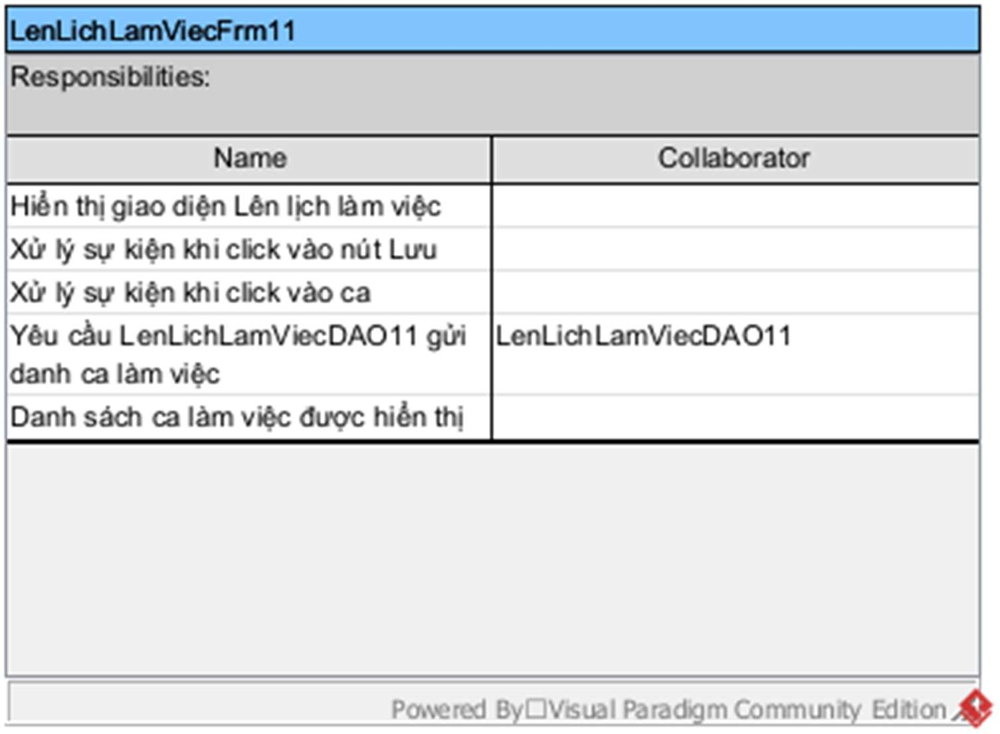 LenLichLamViecFrm11
Responsibilities:
Name Collaborator
Hiển thị giao diện Lên lịch làm việc
Xử lý sự kiện khi click vào nút Lưu
Xử lý sự kiện khi click vào ca
Yêu cầu LenLichLamViecDAO11 gửi LenLichLamViecDAO11
danh ca làm việc
Danh sách ca làm việc được hiển thị
Powered By□Visual Paradigm Community Edition